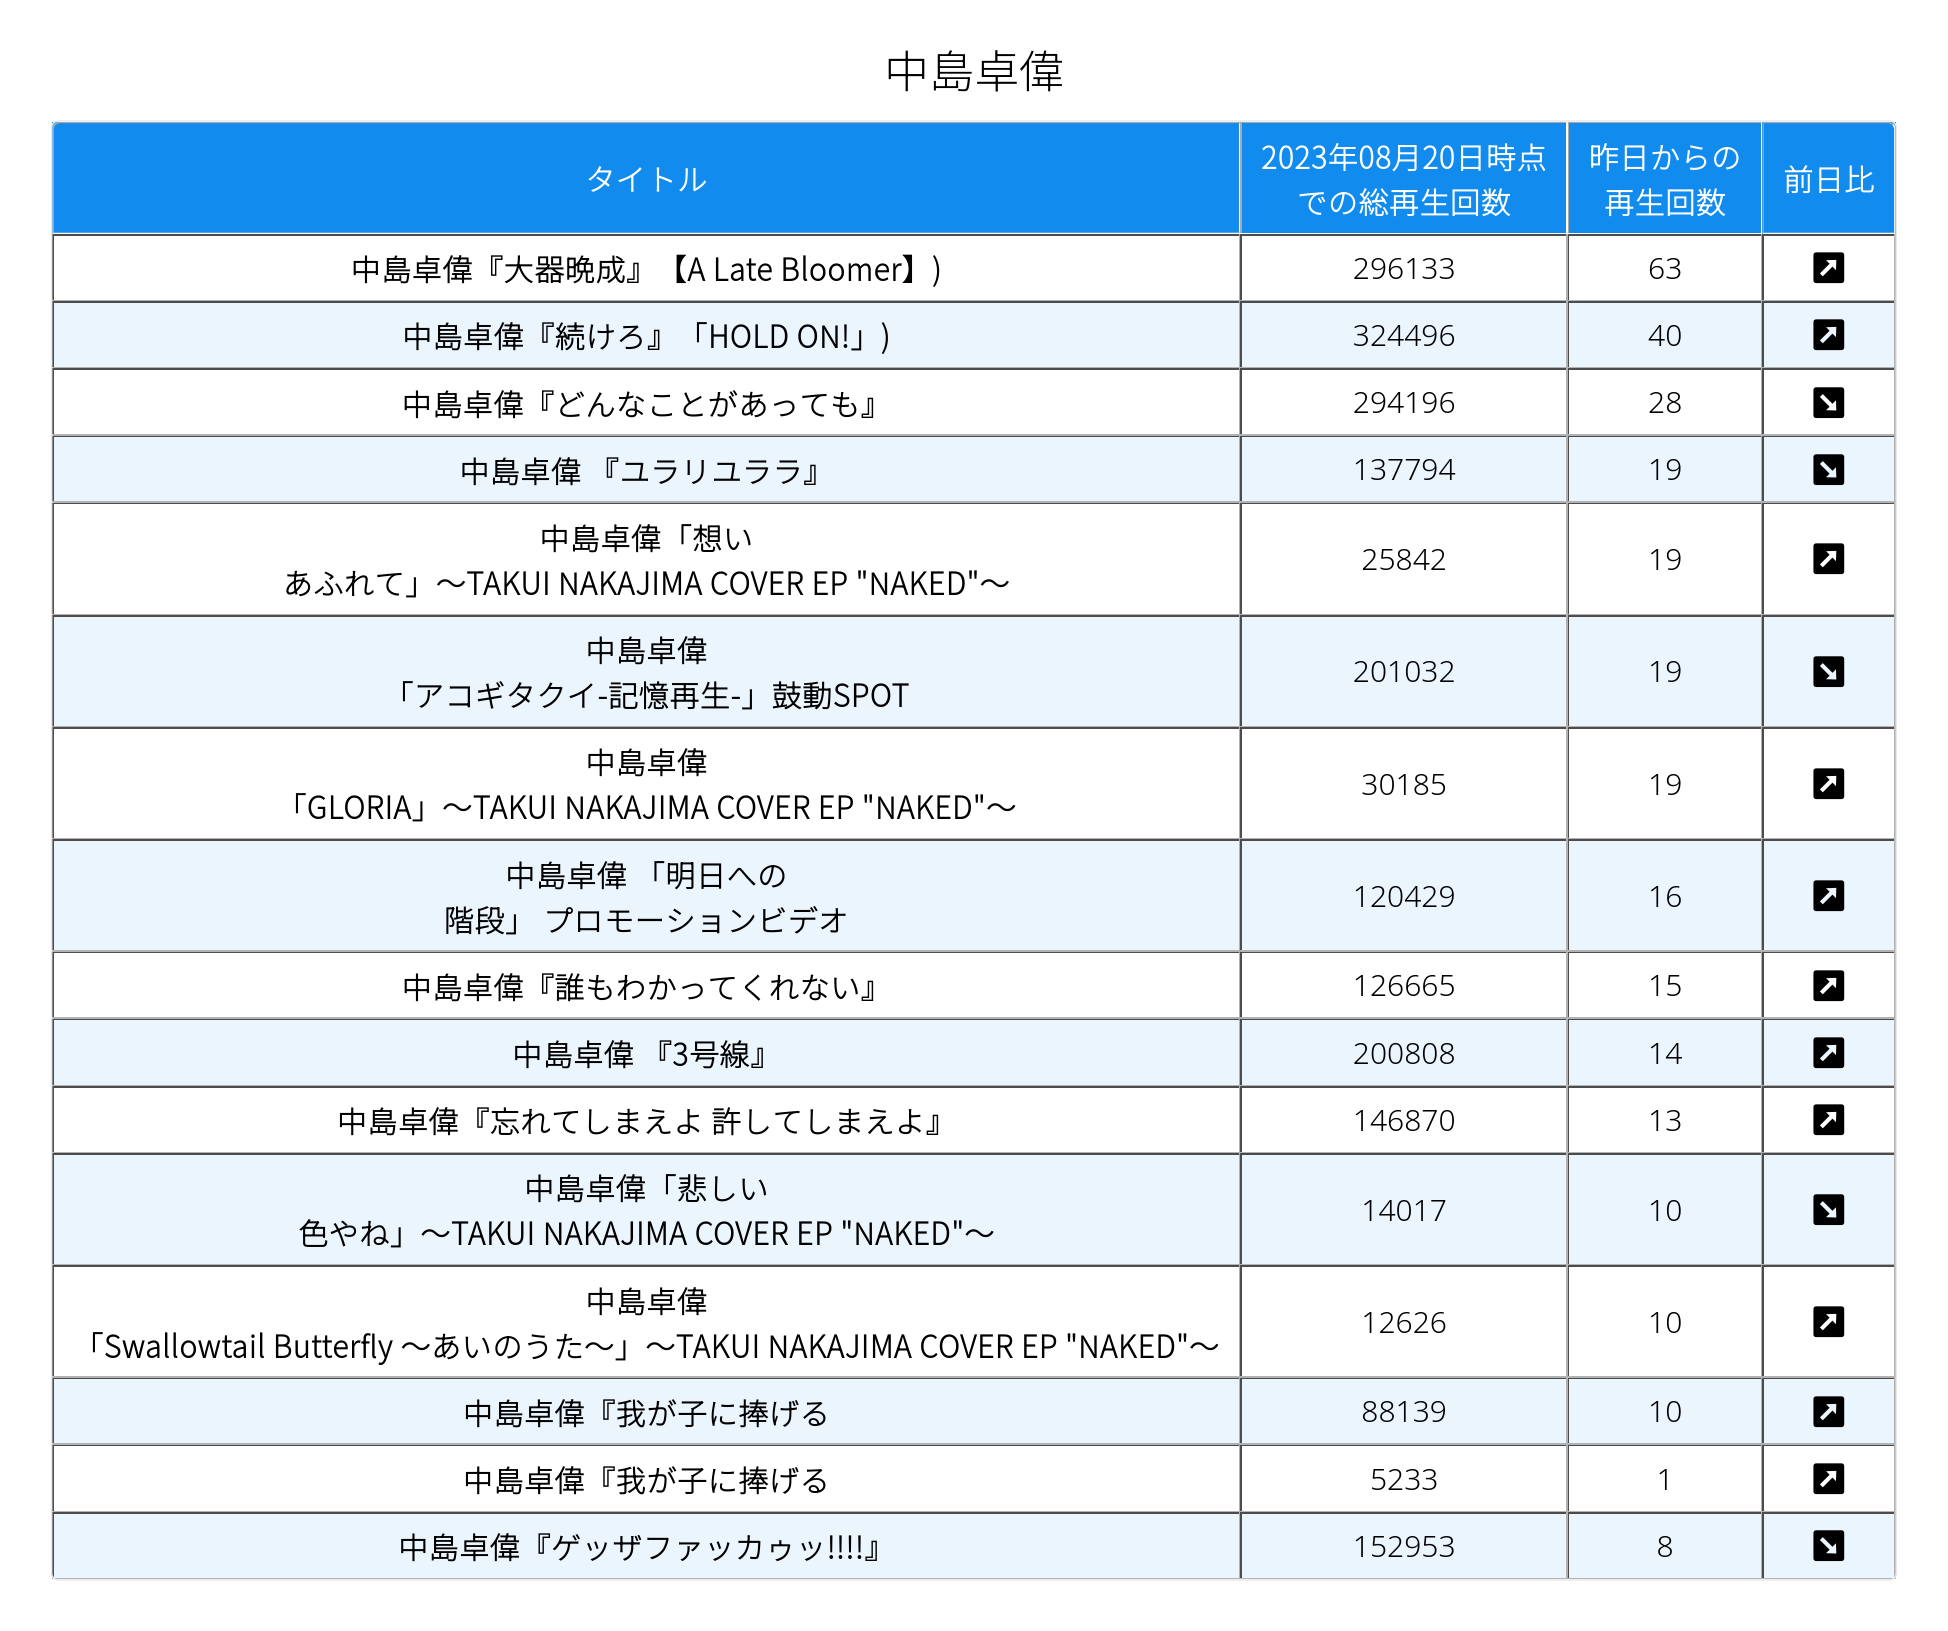 中島卓偉
タイトル
2023年08月20日時点
での総再生回数
昨日からの
再生回数
前日比
中島卓偉『大器晩成』【A Late Bloomer】)
296133
63
中島卓偉『続けろ』「HOLD ON!」)
324496
40
中島卓偉『どんなことがあっても』
294196
28
中島卓偉 『ユラリユララ』
137794
19
中島卓偉「想い
あふれて」～TAKUI NAKAJIMA COVER EP "NAKED"～
25842
19
中島卓偉
「アコギタクイ-記憶再生-」鼓動SPOT
201032
19
中島卓偉
「GLORIA」～TAKUI NAKAJIMA COVER EP "NAKED"～
30185
19
中島卓偉 「明日への
階段」 プロモーションビデオ
120429
16
中島卓偉『誰もわかってくれない』
126665
15
中島卓偉 『3号線』
200808
14
中島卓偉『忘れてしまえよ 許してしまえよ』
146870
13
中島卓偉「悲しい
色やね」～TAKUI NAKAJIMA COVER EP "NAKED"～
14017
10
中島卓偉
「Swallowtail Butterfly ～あいのうた～」～TAKUI NAKAJIMA COVER EP "NAKED"～
12626
10
中島卓偉『我が子に捧げる
88139
10
中島卓偉『我が子に捧げる
5233
1
中島卓偉『ゲッザファッカゥッ!!!!』
152953
8